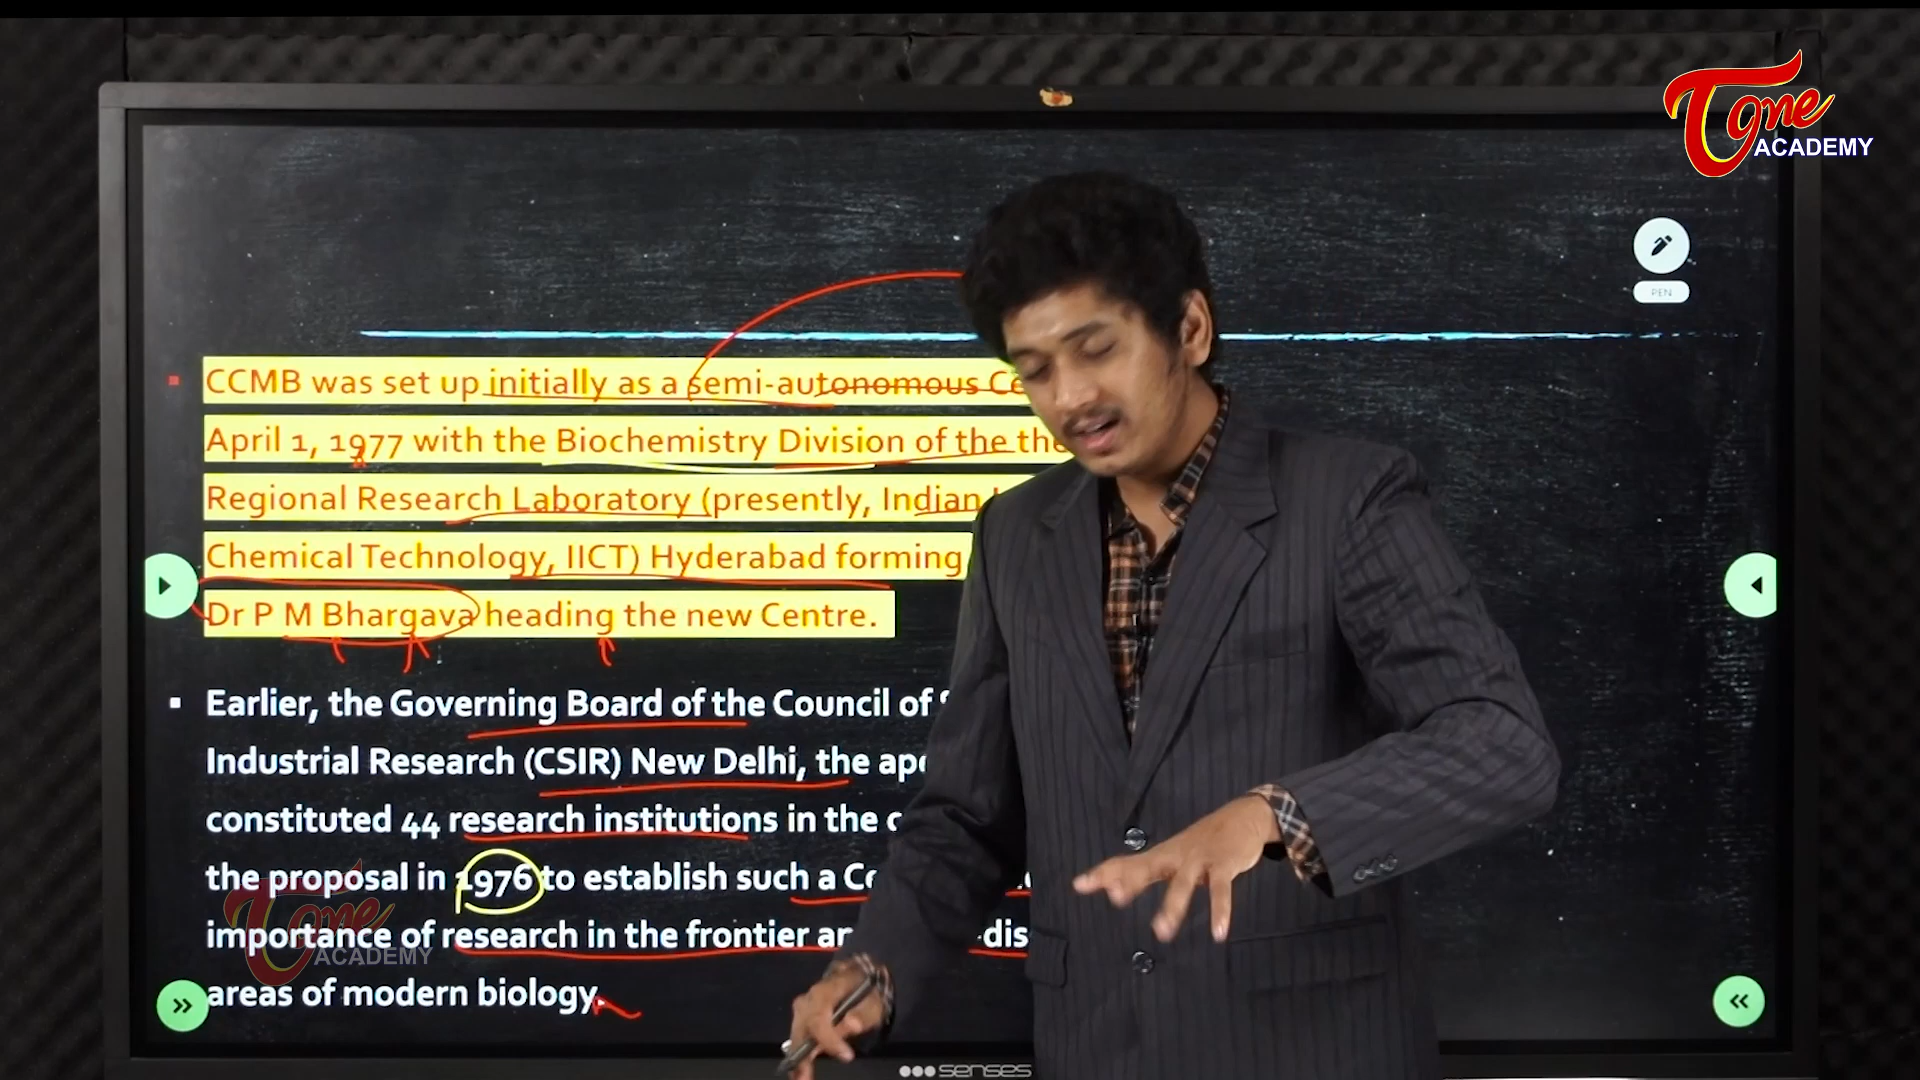 Tone
ACADEMY
PEN
CCMB was set up initially as a semi-autonomous
April 1, 1977 with the Biochemistry Division of the the
Regional Research Laboratory (presently, Indian
Chemical Technology, IICT) Hyderabad forming
Dr P M Bhargava heading the new Centre.
Earlier, the Governing Board of the Council of
Industrial Research (CSIR) New Delhi, the
constituted 44 research institutions in the
the proposal in 1976 to establish such a
importance of research in the frontier
areas of modern biology.
Tone
ACADEMY
senses